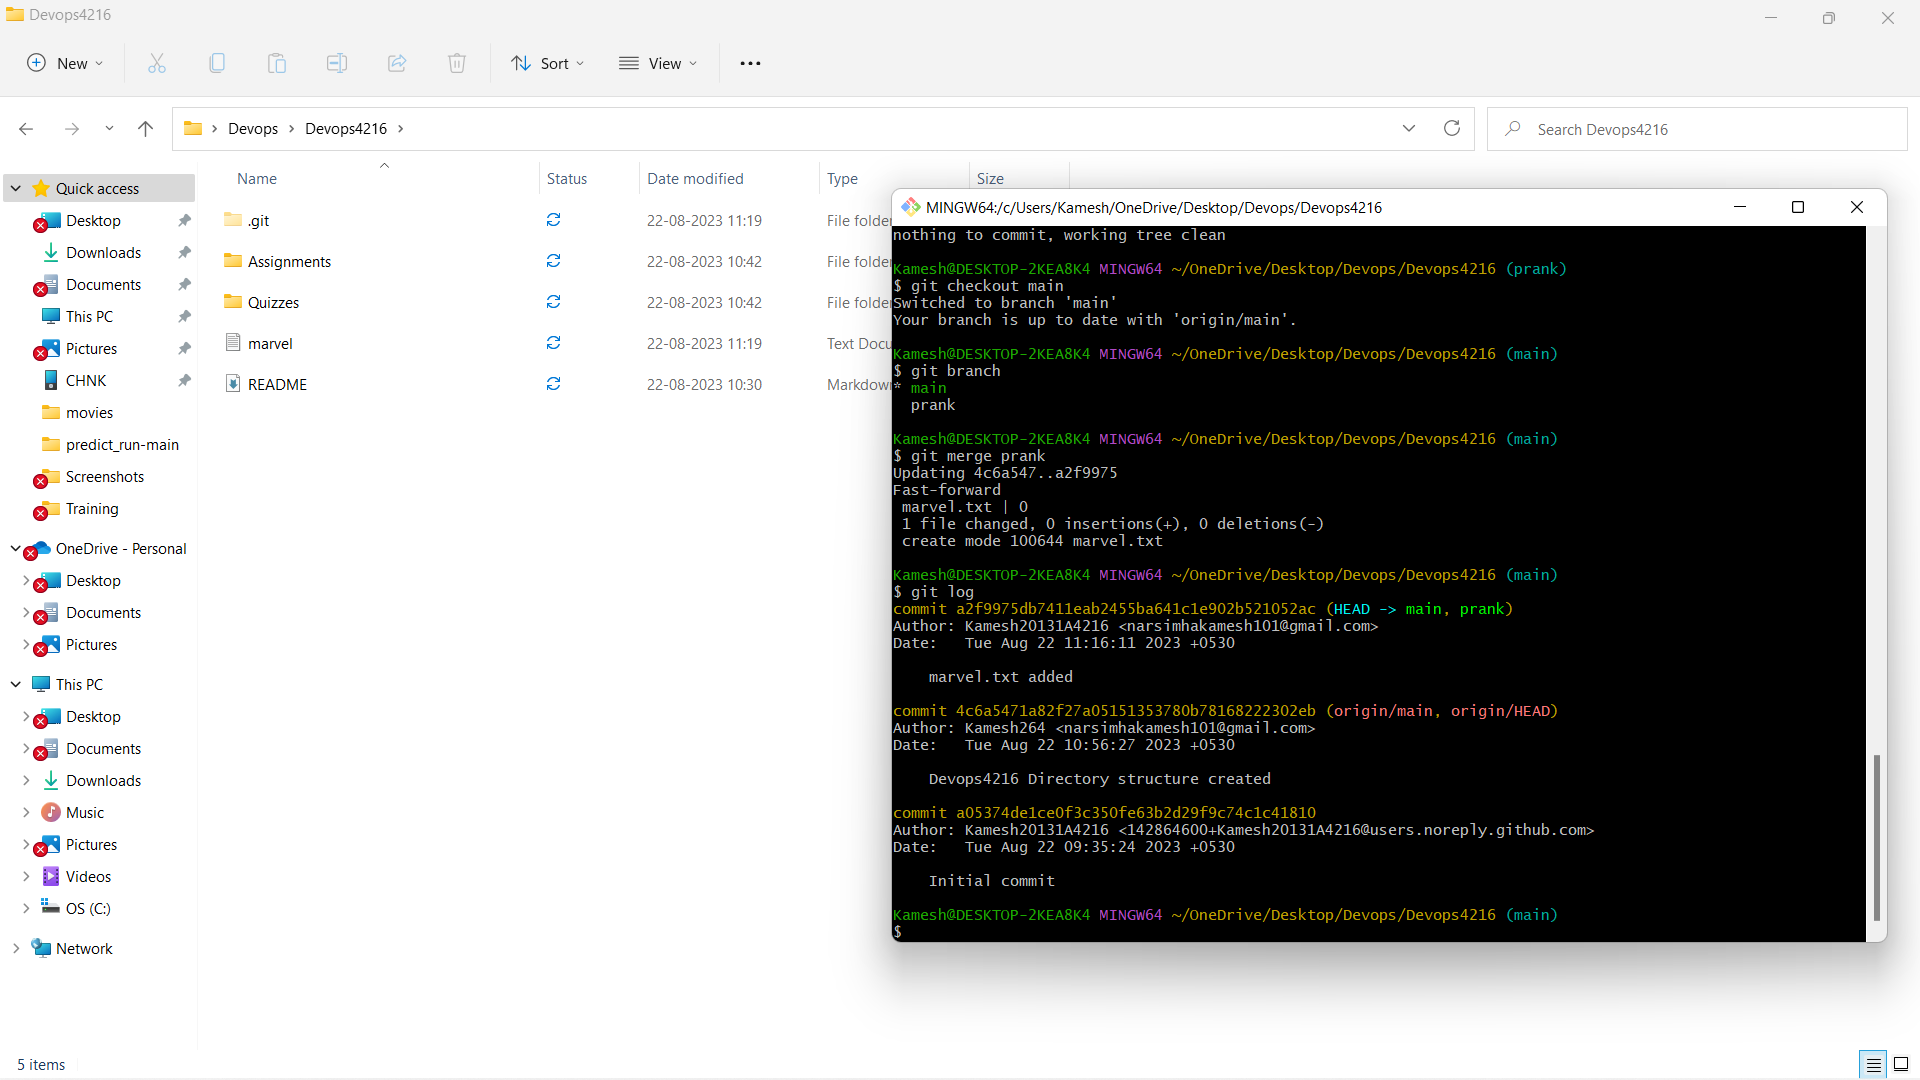 Devops4216
New
Sort
View
Devops
Devops4216
Search Devops4216
Name
Status
Date modified
Type
Size
Quick access
Desktop
Downloads
Documents
This PC
Pictures
CHNK
movies
predict_run-main
Screenshots
Training
OneDrive - Personal
Desktop
Documents
Pictures
This PC
Desktop
Documents
Downloads
Music
Pictures
Videos
OS (C:)
Network
.git 22-08-2023 11:19 File folde
Assignments 22-08-2023 10:42 File folde
Quizzes 22-08-2023 10:42 File folde
marvel 22-08-2023 11:19 Text Docu
README 22-08-2023 10:30 Markdow
MINGW64:/c/Users/Kamesh/OneDrive/Desktop/Devops/Devops4216
nothing to commit, working tree clean
Kamesh@DESKTOP-2KEA8K4 MINGW64 ~/OneDrive/Desktop/Devops/Devops4216 (prank)
$ git checkout main
Switched to branch 'main'
Your branch is up to date with 'origin/main'.
Kamesh@DESKTOP-2KEA8K4 MINGW64 ~/OneDrive/Desktop/Devops/Devops4216 (main)
$ git branch
* main
prank
Kamesh@DESKTOP-2KEA8K4 MINGW64 ~/OneDrive/Desktop/Devops/Devops4216 (main)
$ git merge prank
Updating 4c6a547..a2f9975
Fast-forward
marvel.txt | 0
1 file changed, 0 insertions(+), 0 deletions(-)
create mode 100644 marvel.txt
Kamesh@DESKTOP-2KEA8K4 MINGW64 ~/OneDrive/Desktop/Devops/Devops4216 (main)
$ git log
commit a2f9975db7411eab2455ba641c1e902b521052ac (HEAD -> main, prank)
Author: Kamesh20131A4216 <narsimhakamesh101@gmail.com>
Date: Tue Aug 22 11:16:11 2023 +0530
marvel.txt added
commit 4c6a5471a82f27a05151353780b78168222302eb (origin/main, origin/HEAD)
Author: Kamesh264 <narsimhakamesh101@gmail.com>
Date: Tue Aug 22 10:56:27 2023 +0530
Devops4216 Directory structure created
commit a05374de1ce0f3c350fe63b2d29f9c74c1c41810
Author: Kamesh20131A4216 <142864600+Kamesh20131A4216@users.noreply.github.com>
Date: Tue Aug 22 09:35:24 2023 +0530
Initial commit
Kamesh@DESKTOP-2KEA8K4 MINGW64 ~/OneDrive/Desktop/Devops/Devops4216 (main)
$
5 items